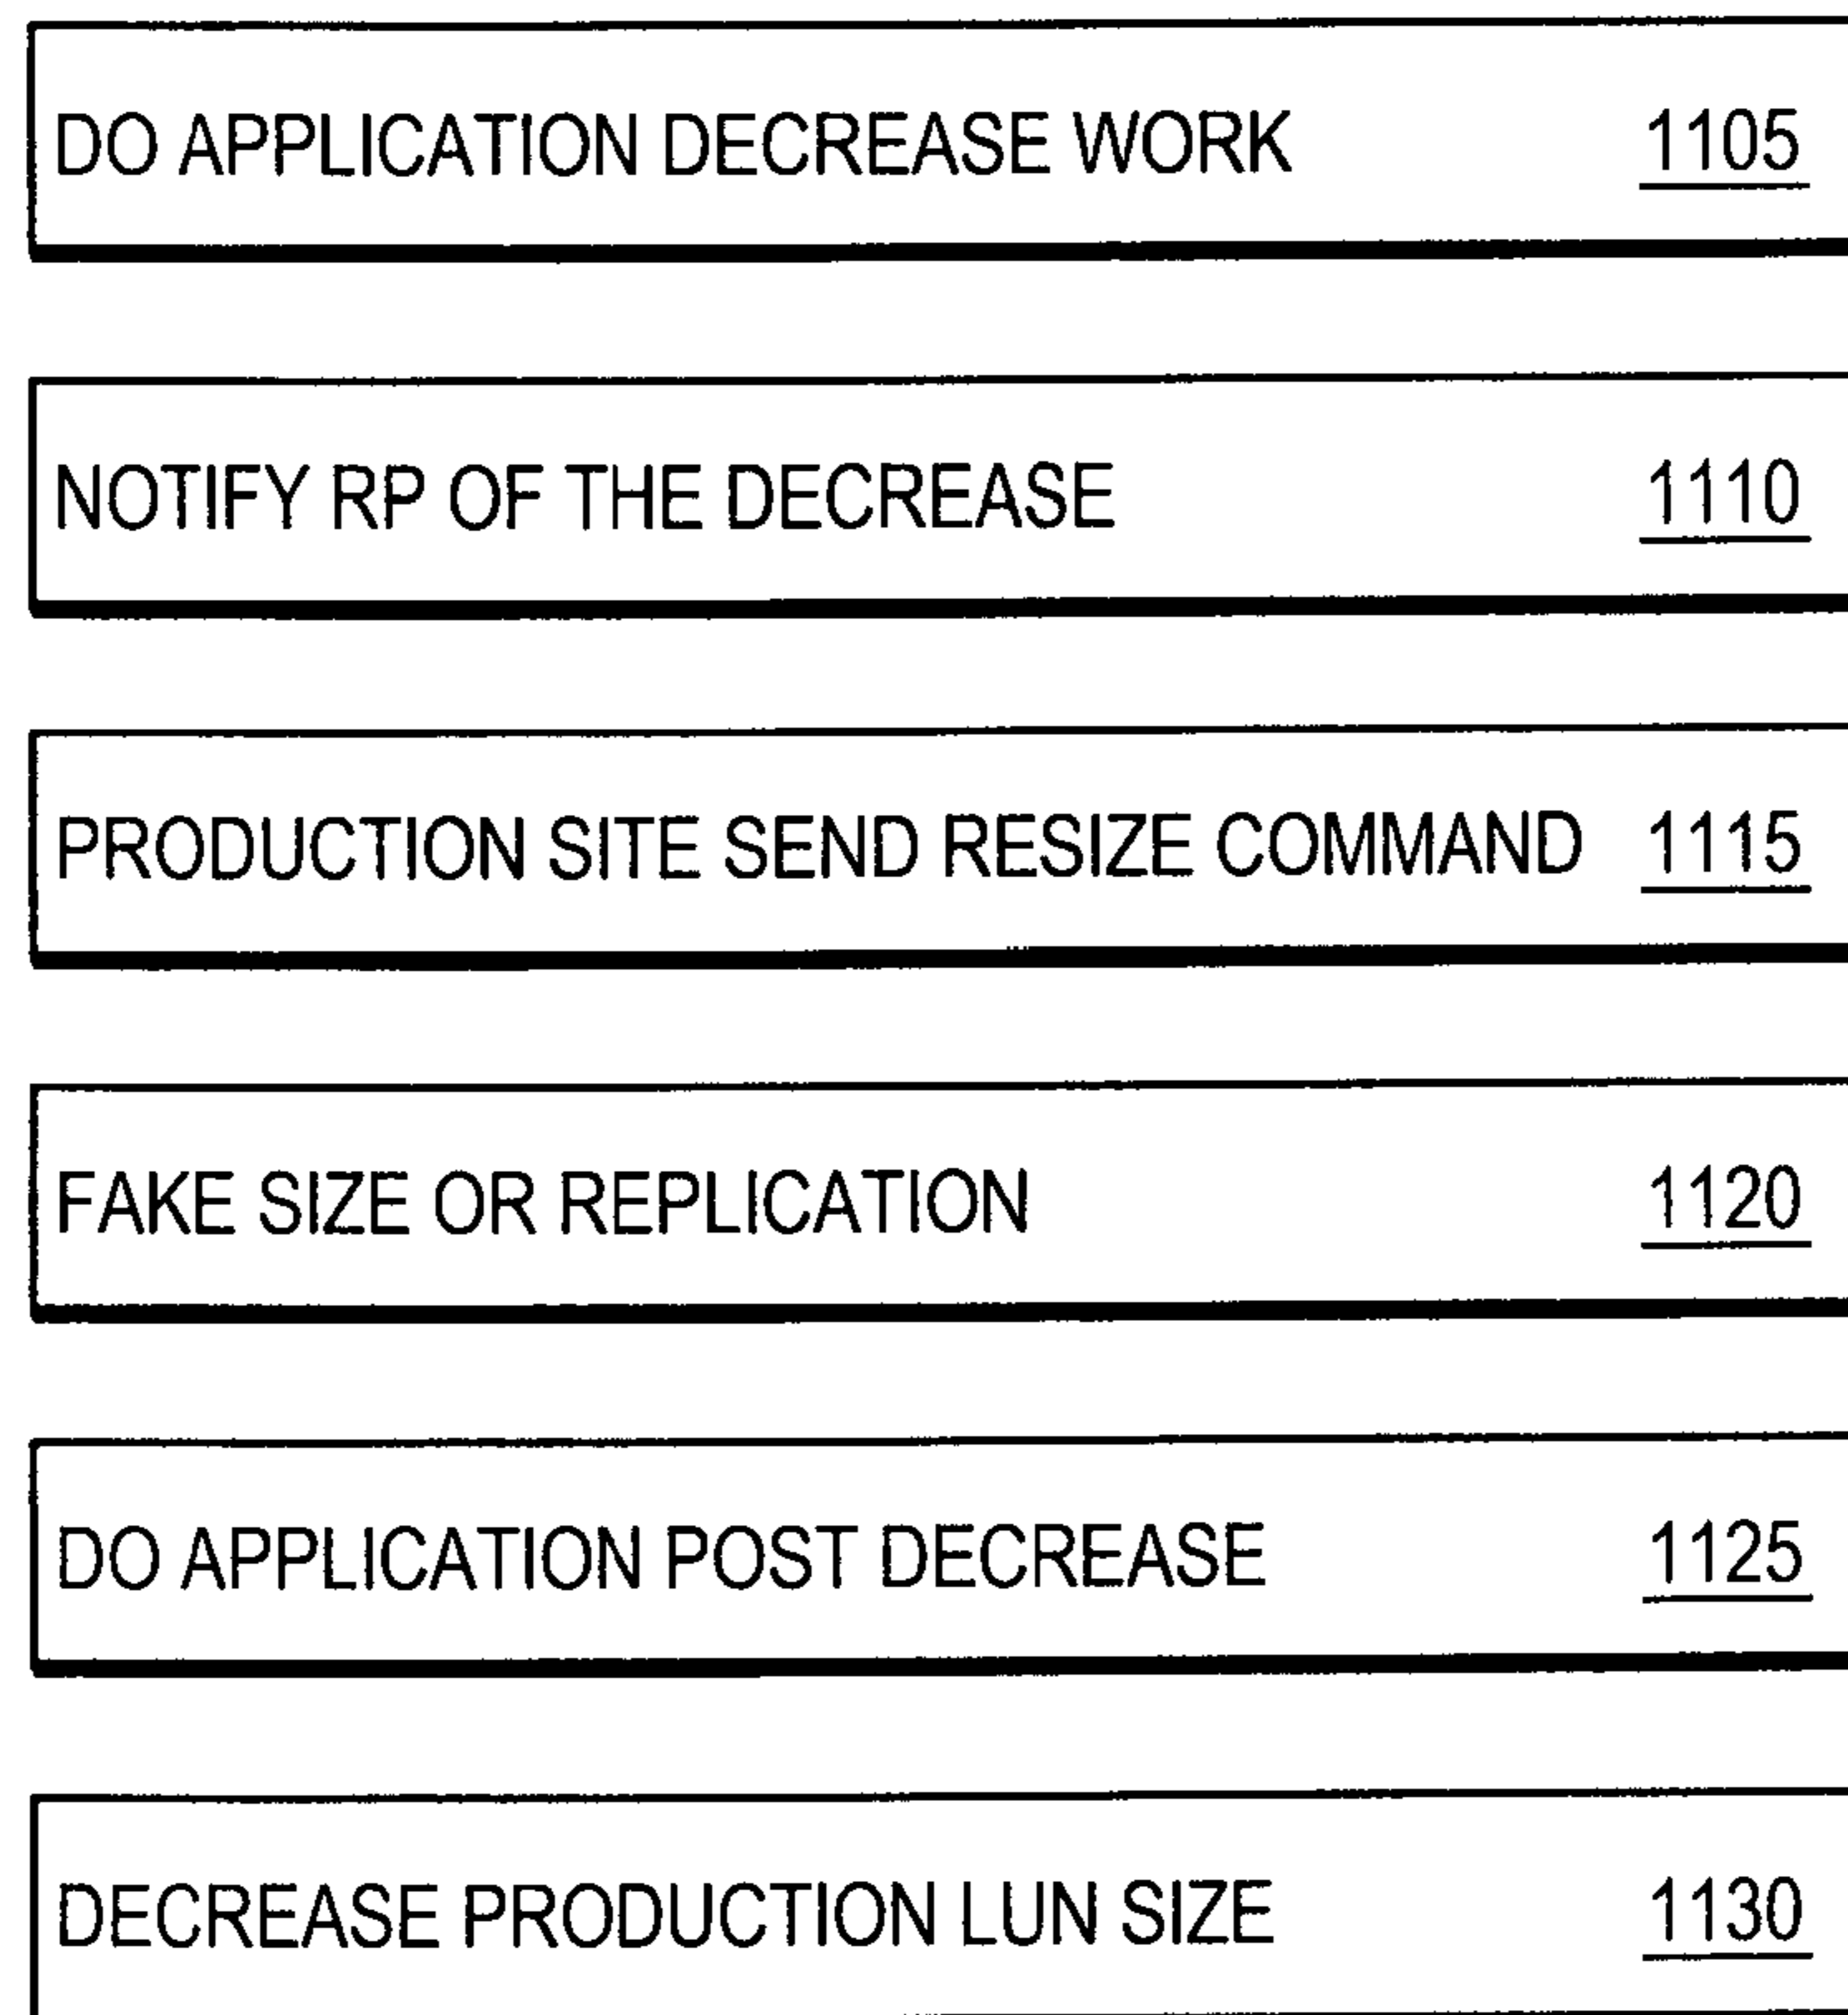 DO APPLICATION DECREASE WORK 1105
NOTIFY RP OF THE DECREASE 1110
PRODUCTION SITE SEND RESIZE COMMAND 1115
FAKE SIZE OR REPLICATION 1120
DO APPLICATION POST DECREASE 1125
DECREASE PRODUCTION LUN SIZE 1130